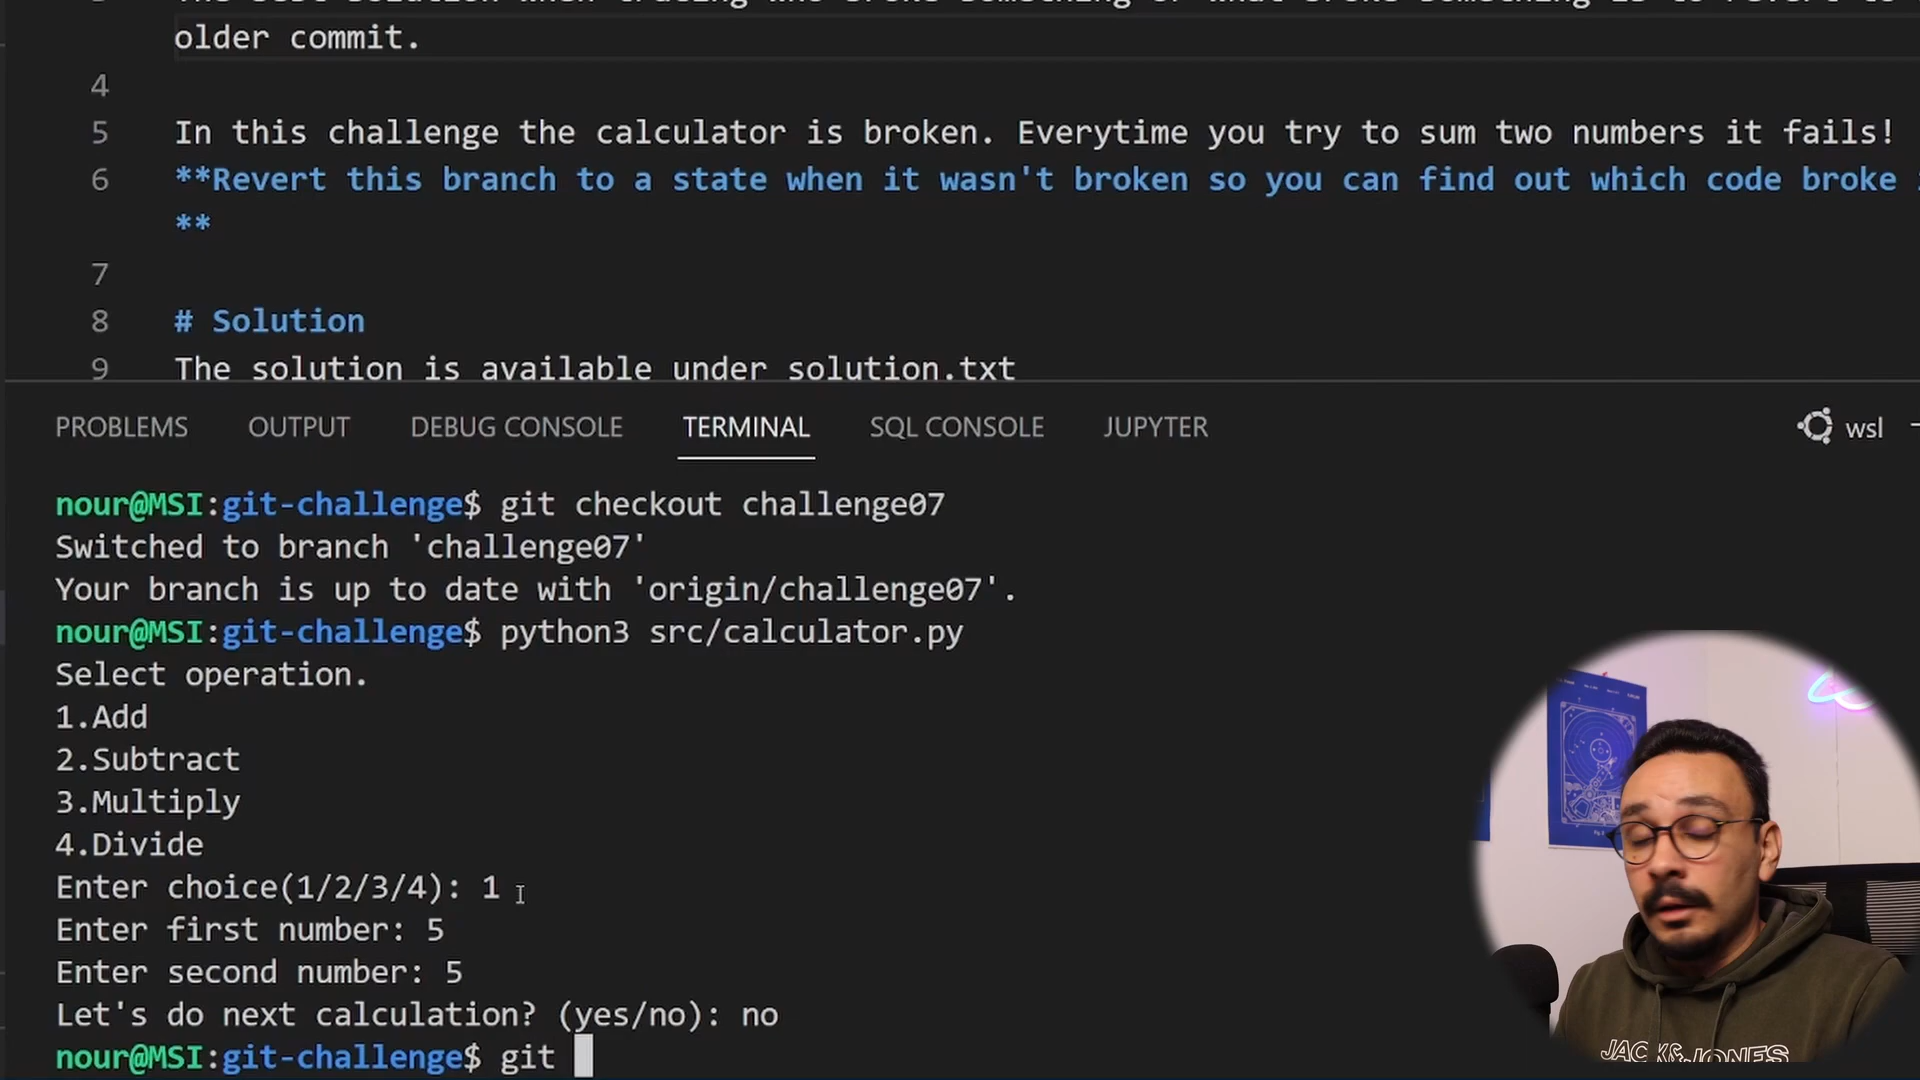 older commit.
4
5 In this challenge the calculator is broken. Everytime you try to sum two numbers it fails!
6 **Revert this branch to a state when it wasn't broken so you can find out which code broke
**
7
8 # Solution
9 The solution is available under solution.txt
PROBLEMS OUTPUT DEBUG CONSOLE TERMINAL SQL CONSOLE JUPYTER wsl
nour@MSI:git-challenge$ git checkout challenge07
Switched to branch 'challenge07'
Your branch is up to date with 'origin/challenge07'.
nour@MSI:git-challenge$ python3 src/calculator.py
Select operation.
1.Add
2.Subtract
3.Multiply
4.Divide
Enter choice(1/2/3/4): 1
Enter first number: 5
Enter second number: 5
Let's do next calculation? (yes/no): no
nour@MSI:git-challenge$ git
JACK&JONES